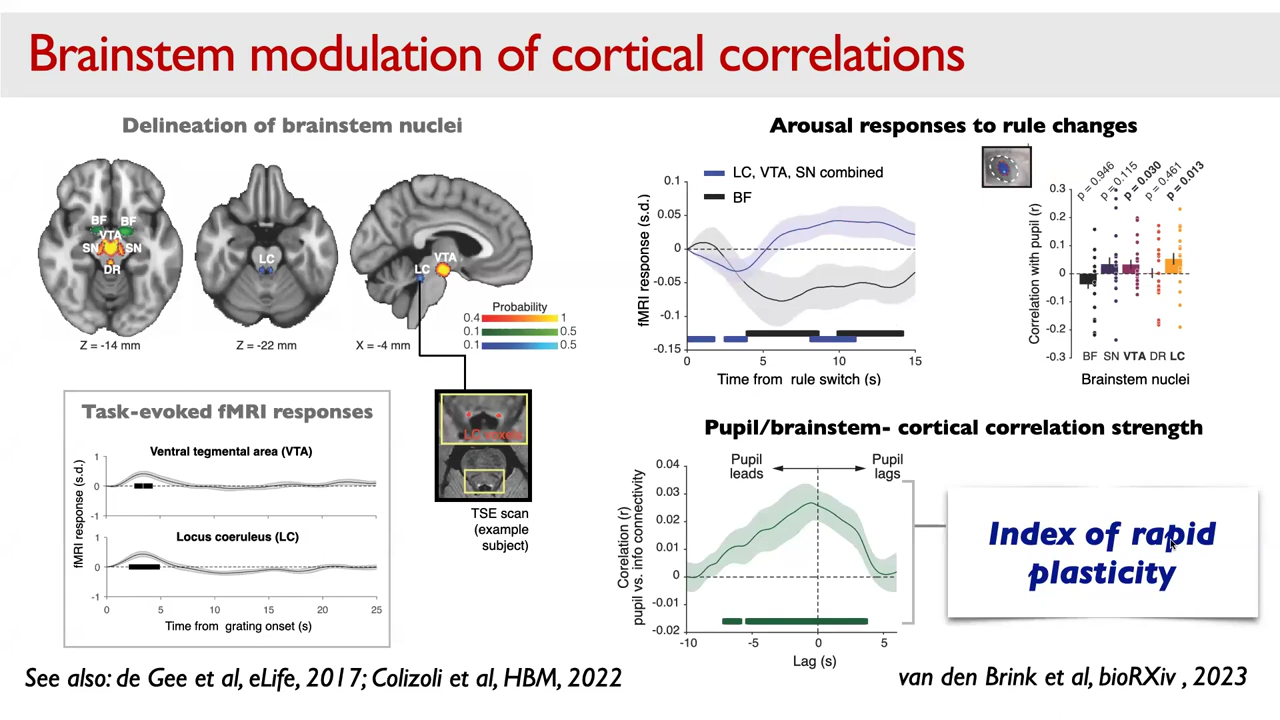 Brainstem modulation of cortical correlations
Delineation of brainstem nuclei
BF
BF
VTA
SN
SN
DR
Z = -14 mm
LC
Z = -22 mm
LC
VTA
X = -4 mm
Probability
0.4
1
0.1
0.5
0.1
0.5
TSE scan
(example
subject)
Task-evoked fMRI responses
Ventral tegmental area (VTA)
1
0
-1
Locus coeruleus (LC)
1
0
-1
fMRI response (s.d.)
0
5
10
15
20
25
Time from grating onset (s)
Arousal responses to rule changes
LC, VTA, SN combined
BF
fMRI response (s.d.)
0.1
0.05
0
-0.05
-0.1
-0.15
0
5
10
15
Time from rule switch (s)
p = 0.946
p = 0.115
p = 0.030
p = 0.461
p = 0.013
Correlation with pupil (r)
0.3
0.2
0.1
0
-0.1
-0.2
-0.3
BF SN VTA DR LC
Brainstem nuclei
Pupil/brainstem- cortical correlation strength
Pupil
leads
Pupil
lags
Corelation (r)
pupil vs. info connectivity
0.04
0.03
0.02
0.01
0
-0.01
-0.02
-10
-5
0
5
Lag (s)
Index of rapid
plasticity
See also: de Gee et al, eLife, 2017; Colizoli et al, HBM, 2022
van den Brink et al, bioRXiv , 2023